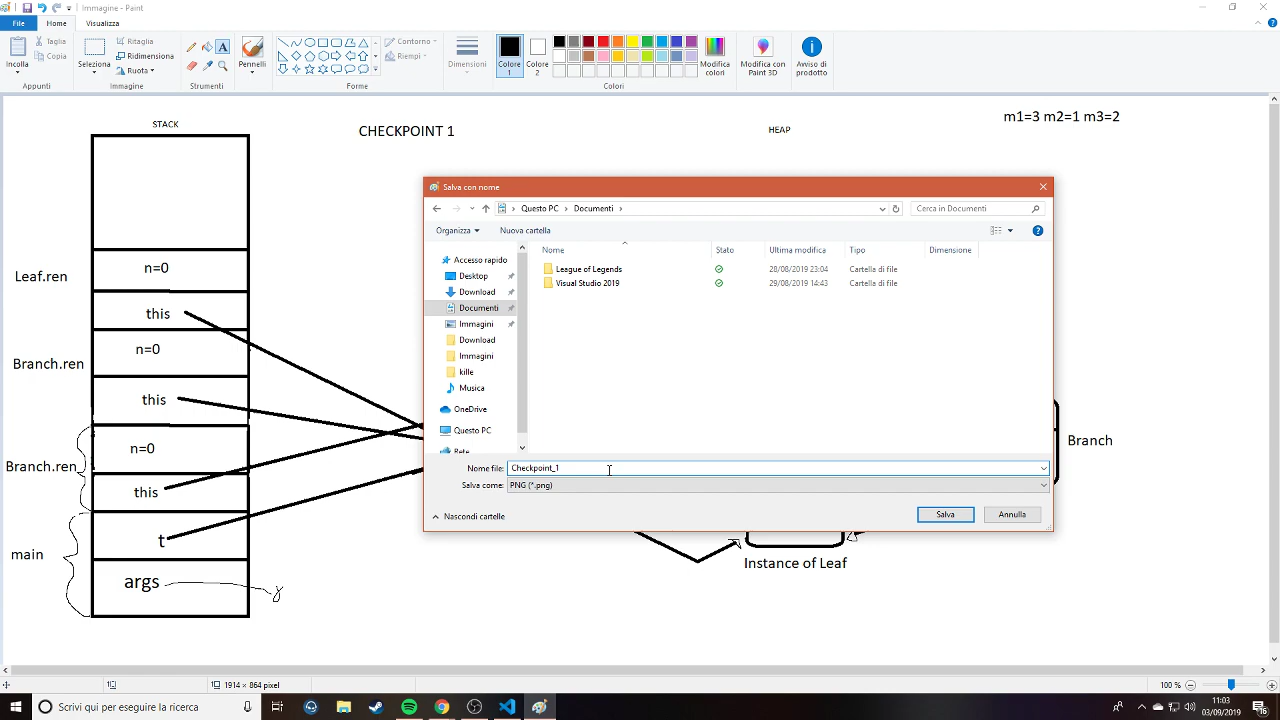 Immagine - Paint
File Home Visualizza
Incolla
Taglia
Copia
Appunti
Seleziona
Ritaglia
Ridimensiona
Ruota
Immagine
Strumenti
Pennelli
Forme
Contorno
Riempi
Dimensioni
Colore 1
Colore 2
Colori
Modifica colori
Modifica con Paint 3D
Avviso di prodotto
STACK
CHECKPOINT 1
HEAP
m1=3 m2=1 m3=2
Leaf.ren
n=0
this
Branch.ren
n=0
this
Branch.ren
n=0
this
main
t
args
Salva con nome
Questo PC > Documenti >
Cerca in Documenti
Organizza
Nuova cartella
Nome Stato Ultima modifica Tipo Dimensione
League of Legends 28/08/2019 23:04 Cartella di file
Visual Studio 2019 29/08/2019 14:43 Cartella di file
Accesso rapido
Desktop
Download
Documenti
Immagini
Download
Immagini
kille
Musica
OneDrive
Questo PC
Rete
Nome file: Checkpoint_1
Salva come: PNG (*.png)
Nascondi cartelle
Salva
Annulla
Branch
Instance of Leaf
1914 × 864 pixel
100 %
Scrivi qui per eseguire la ricerca
11:03
03/09/2019